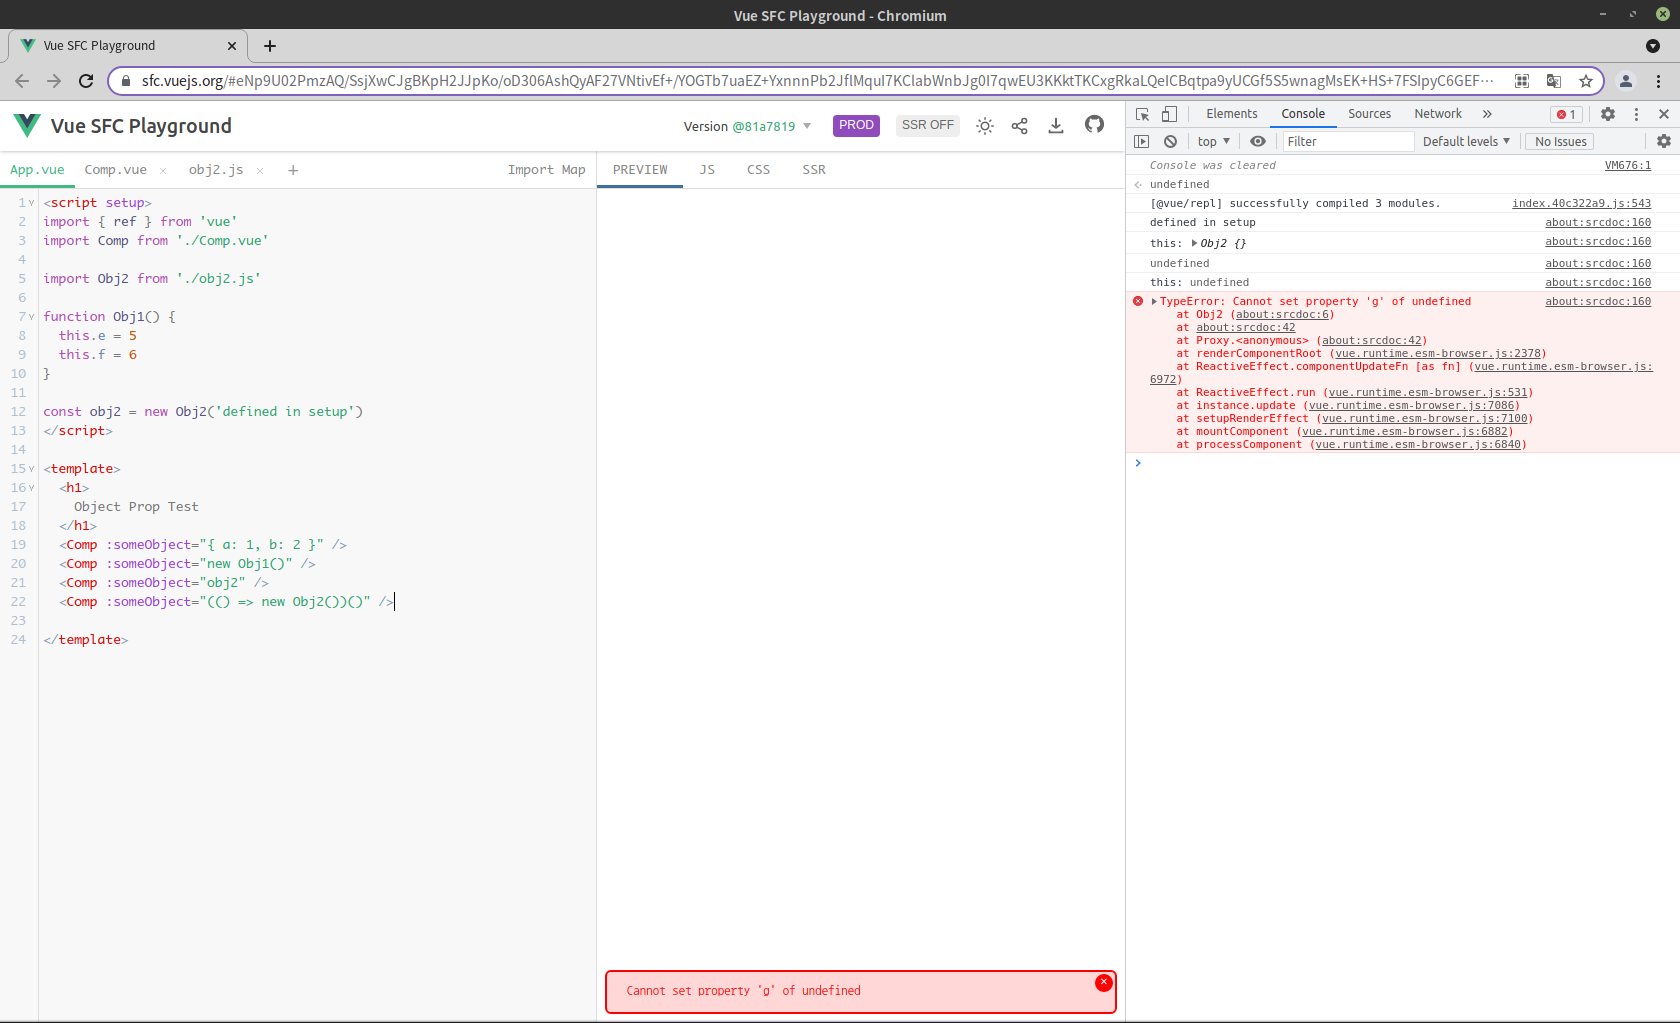 Vue SFC Playground - Chromium
Vue SFC Playground
sfc.vuejs.org/#eNp9U02PmzAQ/SsjXwCJgBKpH2JJpKo/oD306AshQyAF27VNtivEf+/YOGTb7uaEZ+YxnnnPb2JflMquI7KCIabWnbJg0I7qwEU3KKktTKCxgRkaLQeICBqtpa9yUCGf5S5wnagMsEK+HS+7FSIpyC6GEF…
Vue SFC Playground
Version @81a7819
PROD
SSR OFF
App.vue Comp.vue × obj2.js × + Import Map
1 <script setup>
2 import { ref } from 'vue'
3 import Comp from './Comp.vue'
4
5 import Obj2 from './obj2.js'
6
7 function Obj1() {
8   this.e = 5
9   this.f = 6
10 }
11
12 const obj2 = new Obj2('defined in setup')
13 </script>
14
15 <template>
16   <h1>
17     Object Prop Test
18   </h1>
19   <Comp :someObject="{ a: 1, b: 2 }" />
20   <Comp :someObject="new Obj1()" />
21   <Comp :someObject="obj2" />
22   <Comp :someObject="(() => new Obj2())()" />
23
24 </template>
PREVIEW JS CSS SSR
Cannot set property 'g' of undefined
Elements Console Sources Network » 1
top Filter Default levels No Issues
Console was cleared VM676:1
undefined
[@vue/repl] successfully compiled 3 modules. index.40c322a9.js:543
defined in setup about:srcdoc:160
this: Obj2 {} about:srcdoc:160
undefined about:srcdoc:160
this: undefined about:srcdoc:160
TypeError: Cannot set property 'g' of undefined about:srcdoc:160
at Obj2 (about:srcdoc:6)
at about:srcdoc:42
at Proxy.<anonymous> (about:srcdoc:42)
at renderComponentRoot (vue.runtime.esm-browser.js:2378)
at ReactiveEffect.componentUpdateFn [as fn] (vue.runtime.esm-browser.js:
6972)
at ReactiveEffect.run (vue.runtime.esm-browser.js:531)
at instance.update (vue.runtime.esm-browser.js:7086)
at setupRenderEffect (vue.runtime.esm-browser.js:7100)
at mountComponent (vue.runtime.esm-browser.js:6882)
at processComponent (vue.runtime.esm-browser.js:6840)